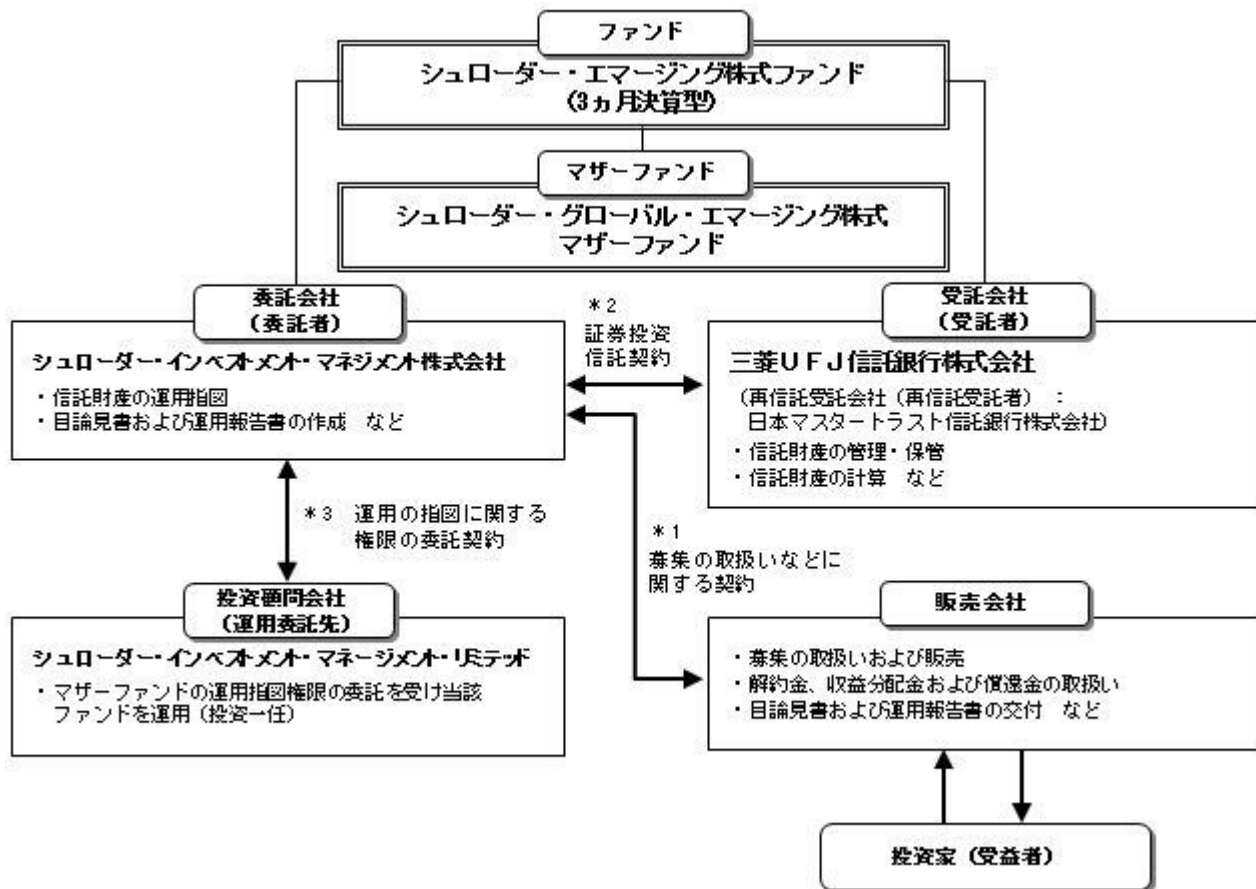 ファンド
シュローダー・エマージング株式ファンド
(3ヵ月決算型)
マザーファンド
シュローダー・グローバル・エマージング株式
マザーファンド
委託会社
(委託者)
シュローダー・インベストメント・マネジメント株式会社
・信託財産の運用指図
・目論見書および運用報告書の作成 など
*2
証券投資
信託契約
受託会社
(受託者)
三菱UFJ信託銀行株式会社
(再信託受託会社(再信託受託者) :
日本マスタートラスト信託銀行株式会社)
・信託財産の管理・保管
・信託財産の計算 など
*3 運用の指図に関する
権限の委託契約
*1
募集の取扱いなどに
関する契約
投資顧問会社
(運用委託先)
シュローダー・インベストメント・マネージメント・リミテッド
・マザーファンドの運用指図権限の委託を受け当該
ファンドを運用(投資一任)
販売会社
・募集の取扱いおよび販売
・解約金、収益分配金および償還金の取扱い
・目論見書および運用報告書の交付 など
投資家(受益者)